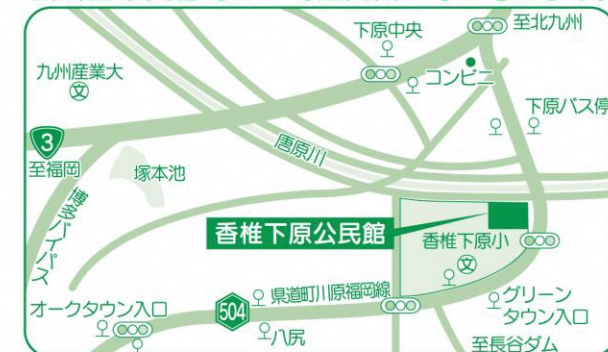 下原中央
至北九州
九州産業大
文
コンビニ
下原バス停
3
至福岡
塚本池
唐原川
博多バイパス
香椎下原公民館
香椎下原小
文
オークタウン入口
504
県道町川原福岡線
八尻
グリーン
タウン入口
至長谷ダム